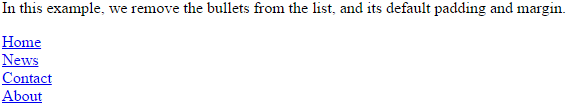 In this example, we remove the bullets from the list, and its default padding and margin.
Home
News
Contact
About